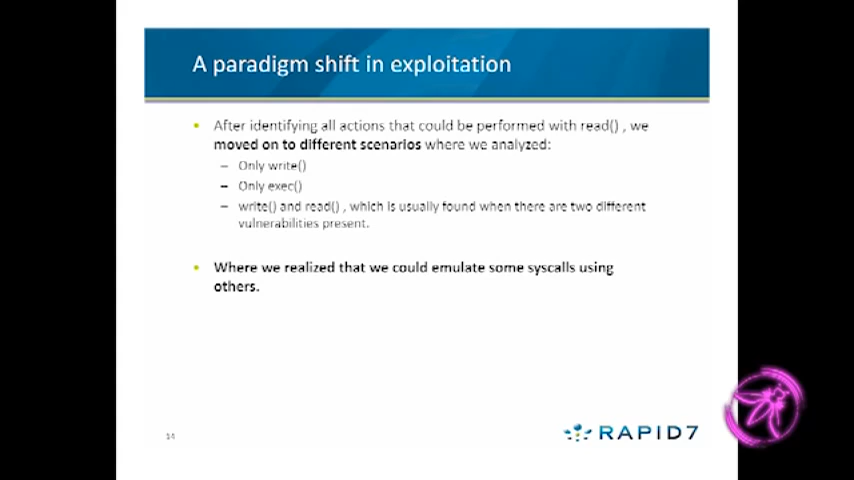 A paradigm shift in exploitation
• After identifying all actions that could be performed with read() , we
moved on to different scenarios where we analyzed:
– Only write()
– Only exec()
– write() and read() , which is usually found when there are two different
vulnerabilities present.
• Where we realized that we could emulate some syscalls using
others.
14
RAPID7